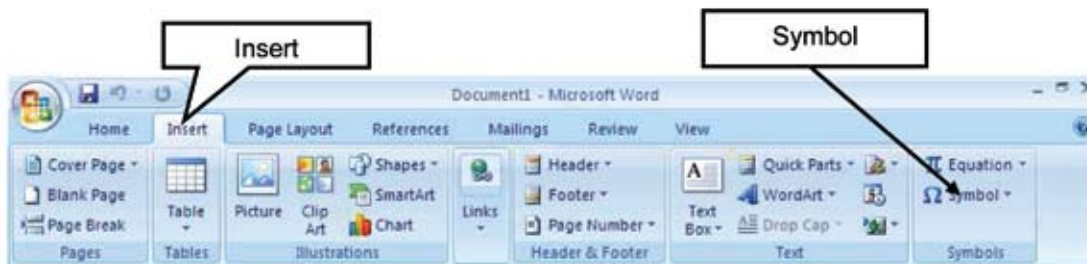 Insert
Symbol
Document1 - Microsoft Word
Home Insert Page Layout References Mailings Review View
Cover Page
Blank Page
Page Break
Pages
Table
Tables
Picture
Clip Art
Shapes
SmartArt
Chart
Illustrations
Links
Header
Footer
Page Number
Header & Footer
A
Text Box
Quick Parts
WordArt
Drop Cap
Text
π Equation
Ω Symbol
Symbols